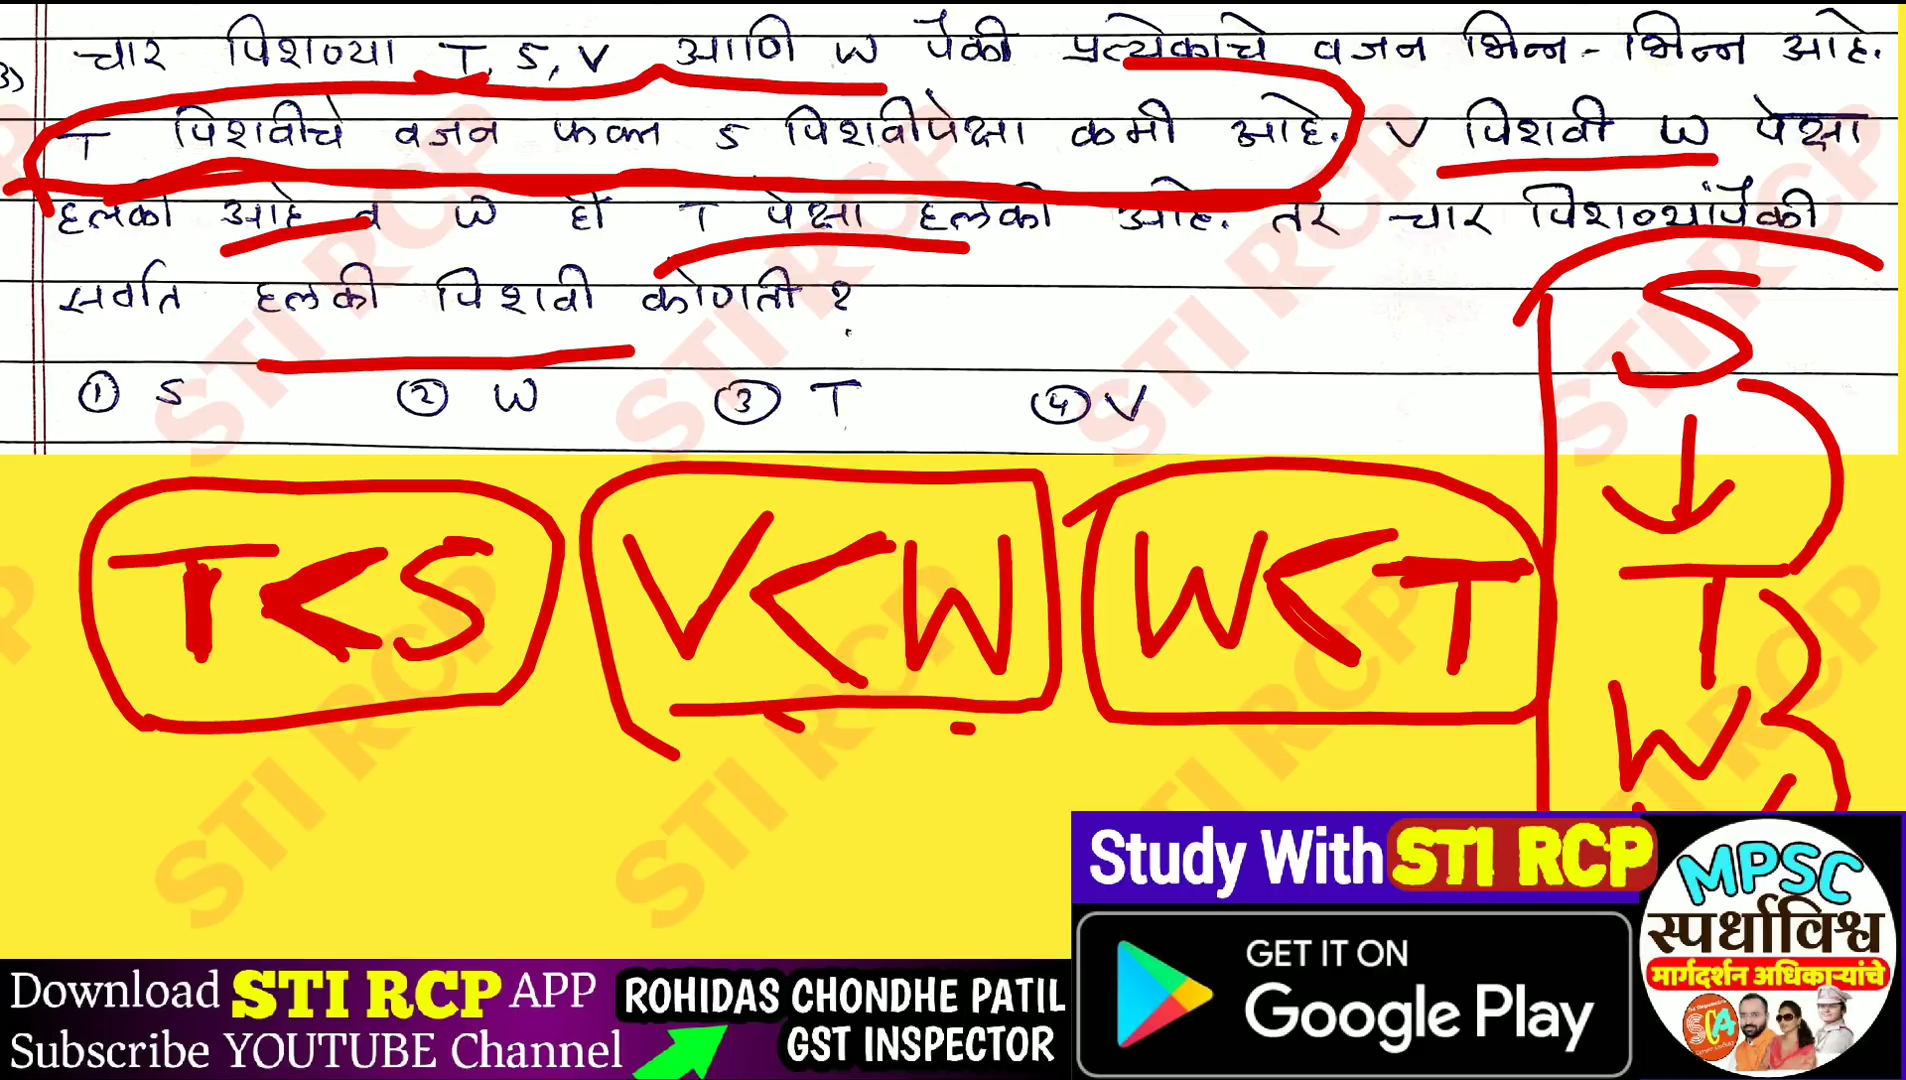 3) चार पिशव्या T, S, V आणि W पैकी प्रत्येकाचे वजन भिन्न - भिन्न आहे.
T पिशवीचे वजन फक्त S पिशवीपेक्षा कमी आहे. V पिशवी W पेक्षा
हलकी आहे व W ही T पेक्षा हलकी आहे. तर चार पिशव्यांपैकी
सर्वात हलकी पिशवी कोणती?
① S ② W ③ T ④ V
S
↓
T
W
T<S V<W W<T
STI RCP
Study With STI RCP
GET IT ON
Google Play
MPSC
स्पर्धाविश्व
मार्गदर्शन अधिकाऱ्यांचे
Download STI RCP APP
Subscribe YOUTUBE Channel
ROHIDAS CHONDHE PATIL
GST INSPECTOR